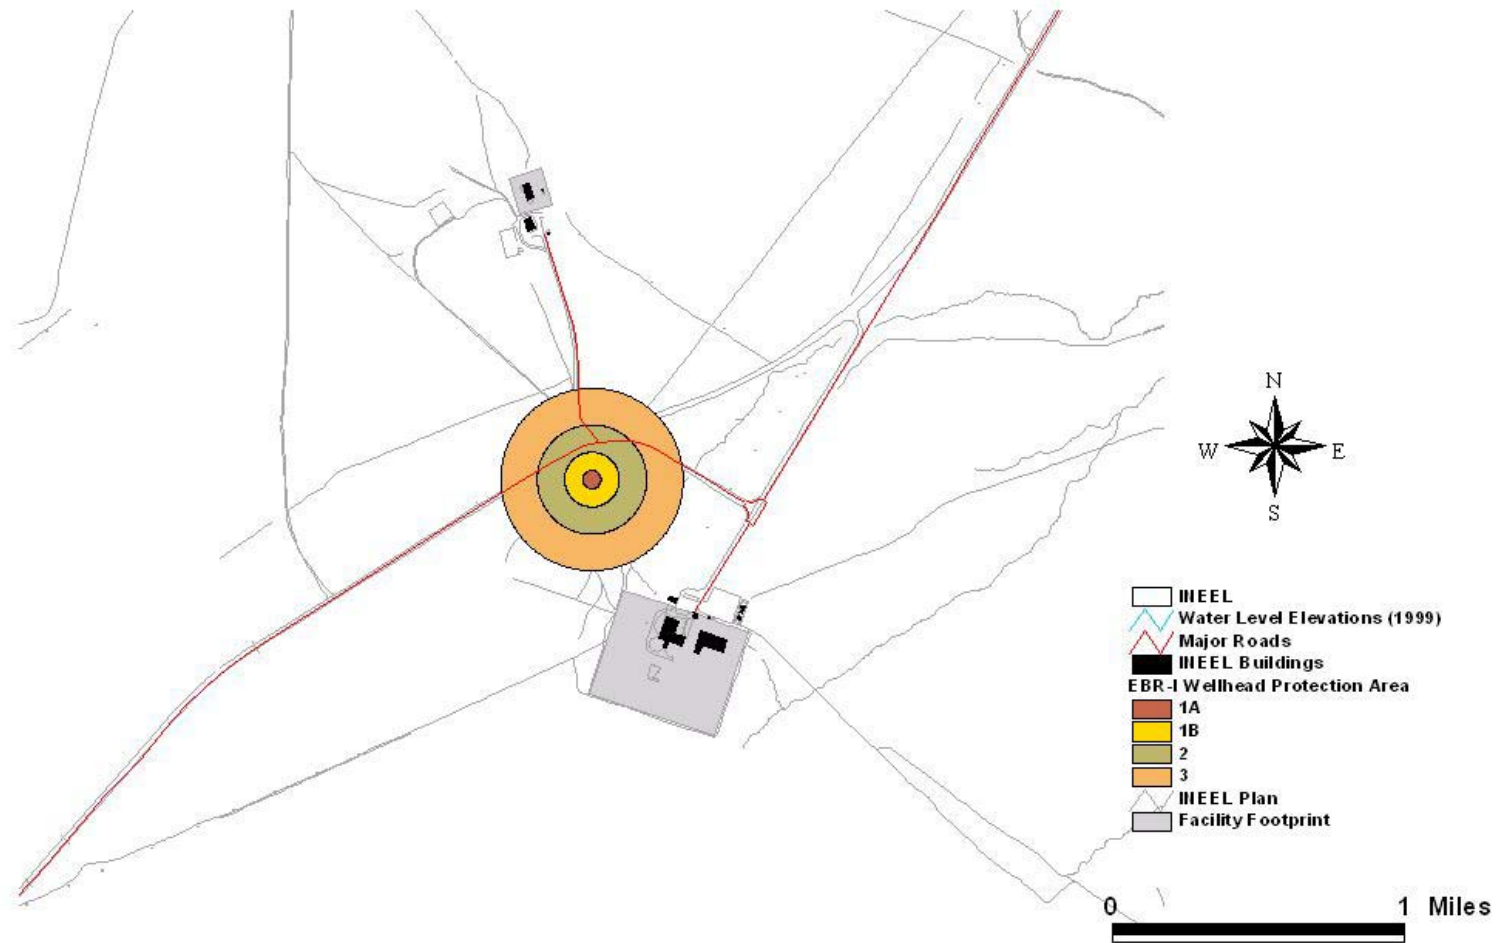 N
W E
S
INEEL
Water Level Elevations (1999)
Major Roads
INEEL Buildings
EBR-I Wellhead Protection Area
1A
1B
2
3
INEEL Plan
Facility Footprint
0 1 Miles